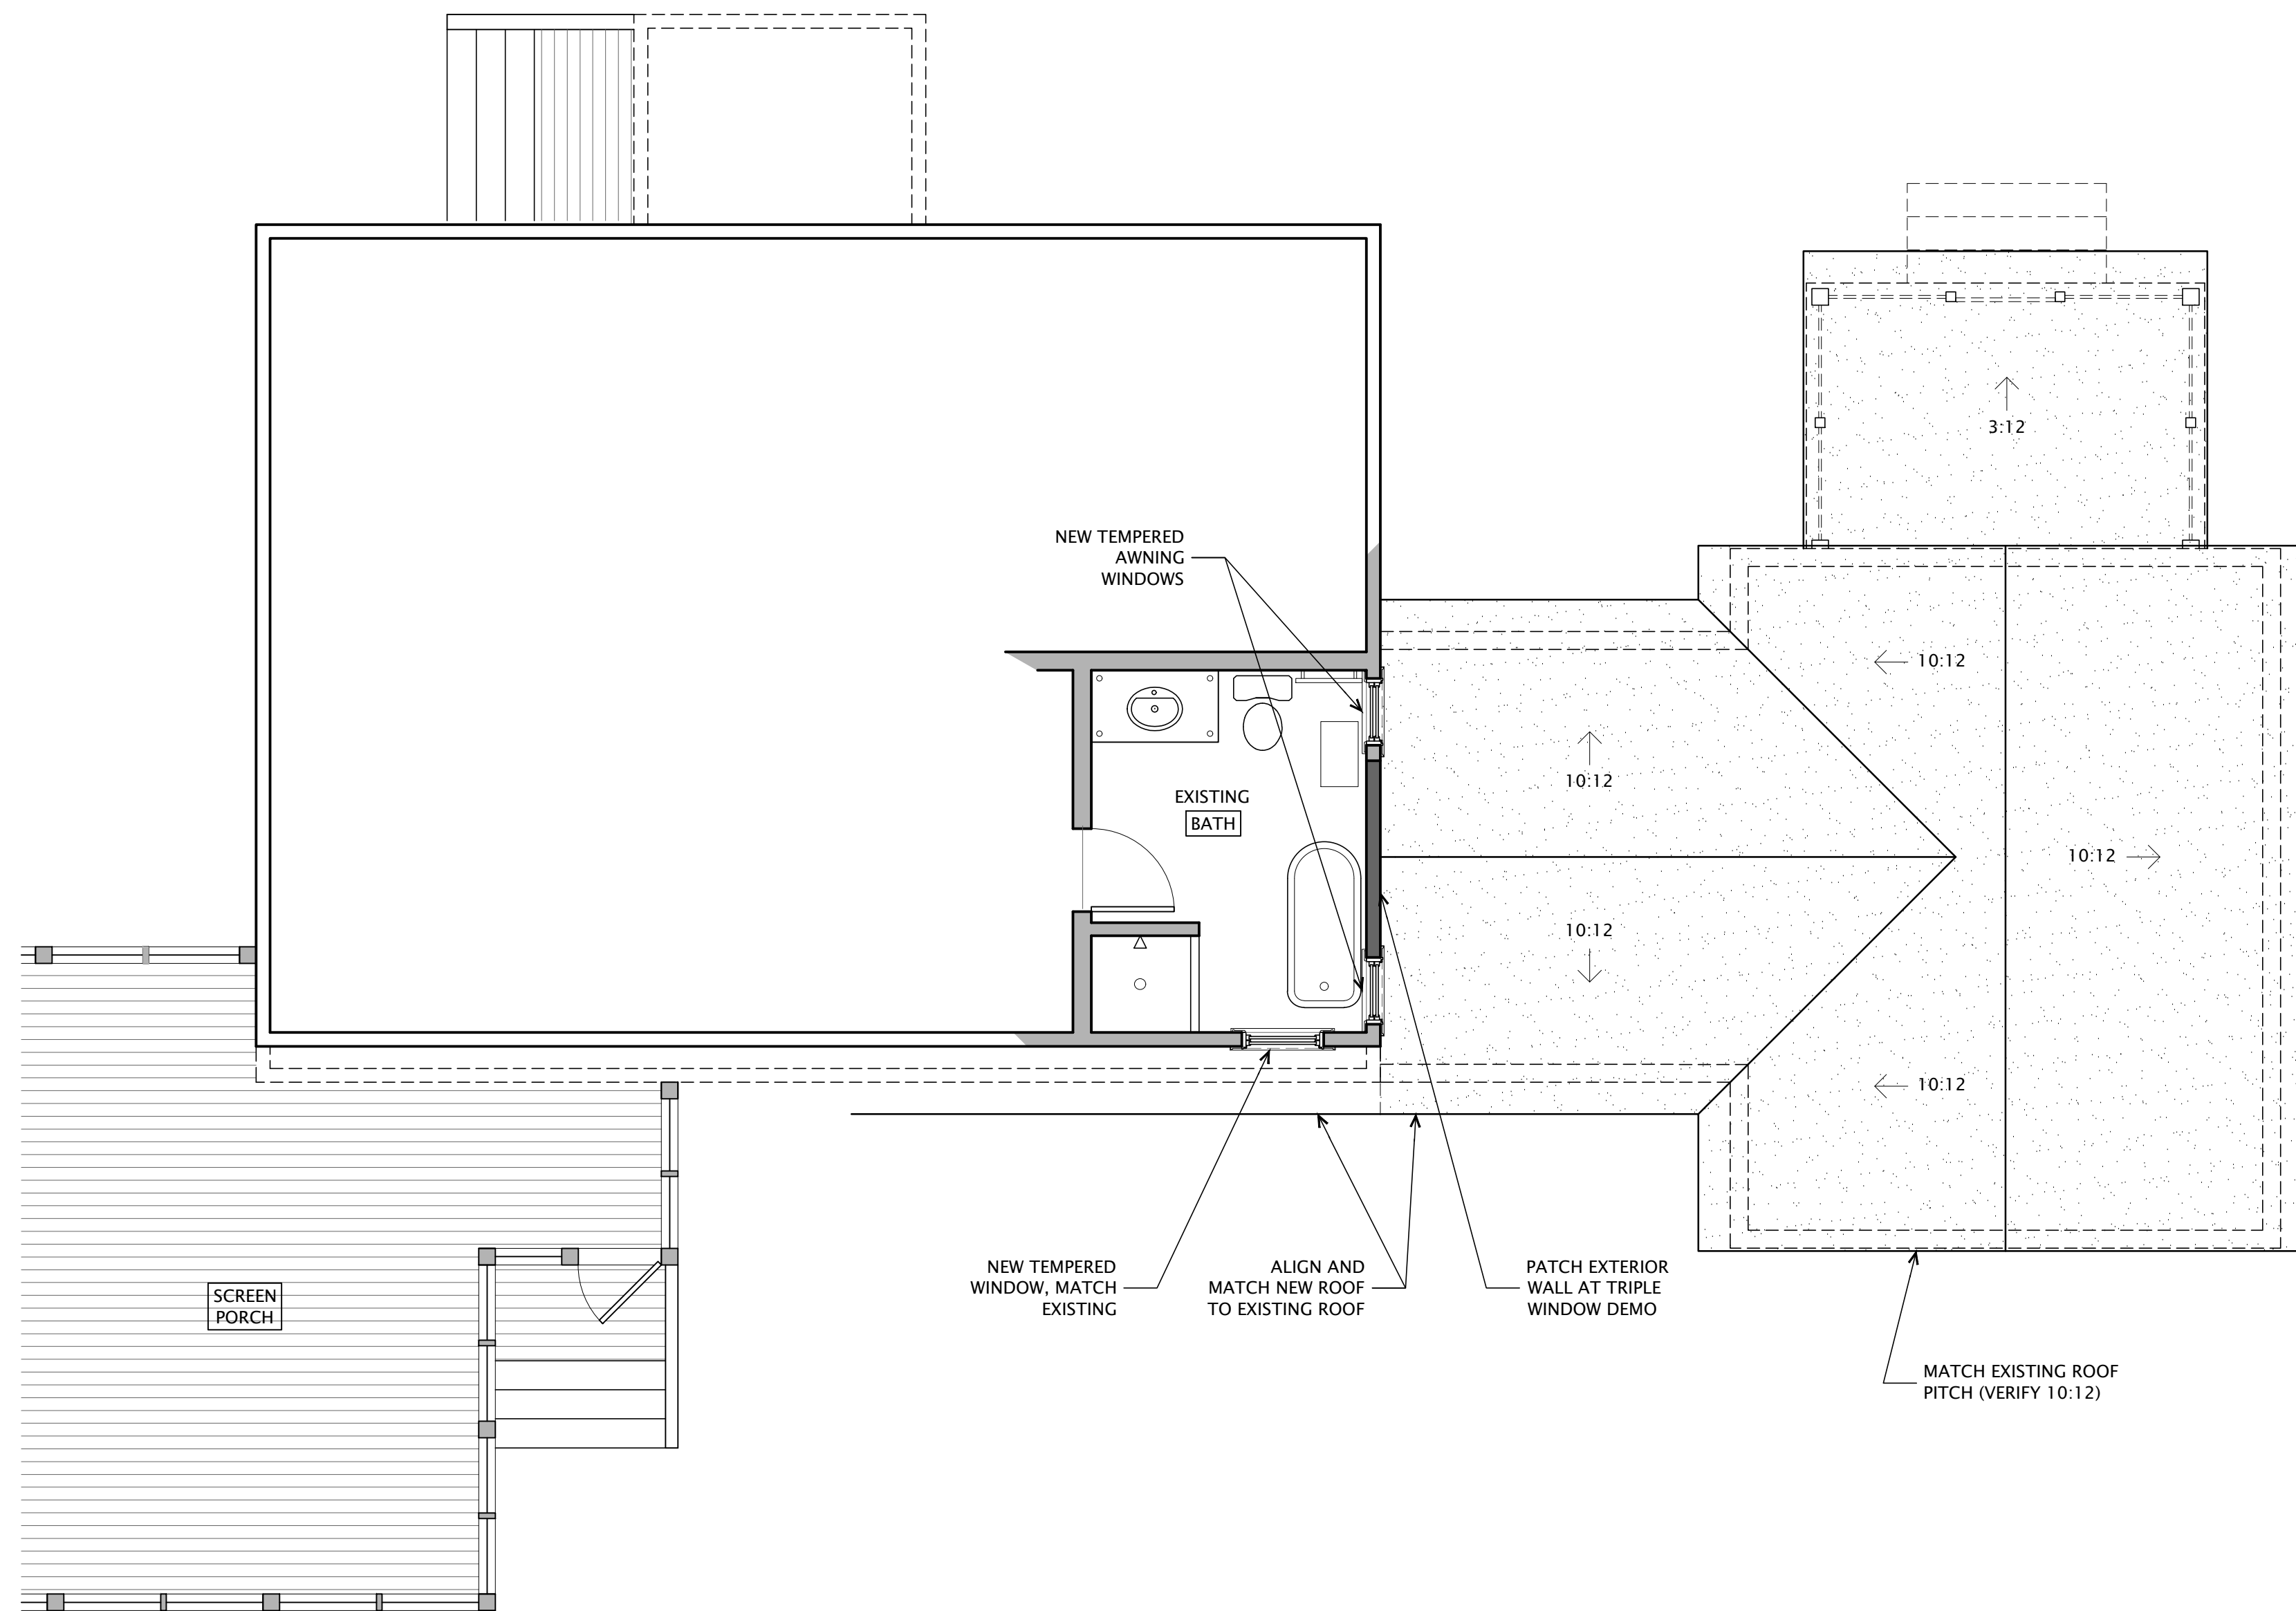 NEW TEMPERED
AWNING
WINDOWS
3:12
10:12
10:12
EXISTING
BATH
10:12
10:12
10:12
SCREEN
PORCH
NEW TEMPERED
WINDOW, MATCH
EXISTING
ALIGN AND
MATCH NEW ROOF
TO EXISTING ROOF
PATCH EXTERIOR
WALL AT TRIPLE
WINDOW DEMO
MATCH EXISTING ROOF
PITCH (VERIFY 10:12)